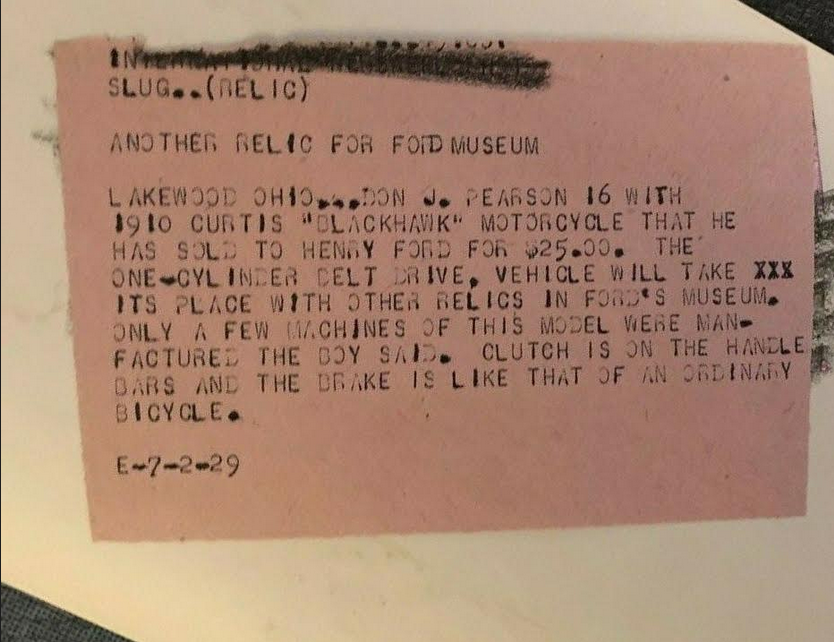 INTERNATIONAL
SLUG..(RELIC)
ANOTHER RELIC FOR FORD MUSEUM
LAKEWOOD OHIO....DON J. PEARSON 16 WITH
1910 CURTIS "BLACKHAWK" MOTORCYCLE THAT HE
HAS SOLD TO HENRY FORD FOR $25.00. THE
ONE-CYLINDER BELT DRIVE, VEHICLE WILL TAKE XXX
ITS PLACE WITH OTHER RELICS IN FORD'S MUSEUM.
ONLY A FEW MACHINES OF THIS MODEL WERE MAN-
FACTURED THE BOY SAID. CLUTCH IS ON THE HANDLE
BARS AND THE BRAKE IS LIKE THAT OF AN ORDINARY
BICYCLE.
E-7-2-29